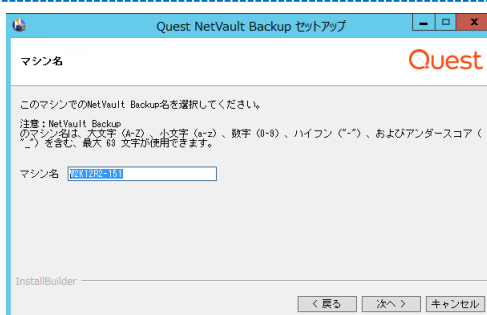 Quest NetVault Backup セットアップ
マシン名
Quest
このマシンでのNetVault Backup名を選択してください。
注意：NetVault Backup
のマシン名は、大文字 (A-Z)、小文字 (a-z)、数字 (0-9)、ハイフン ("-")、およびアンダースコア (
"_") を含む、最大 63 文字が使用できます。
マシン名 W2K12R2-151
InstallBuilder
< 戻る 次へ > キャンセル